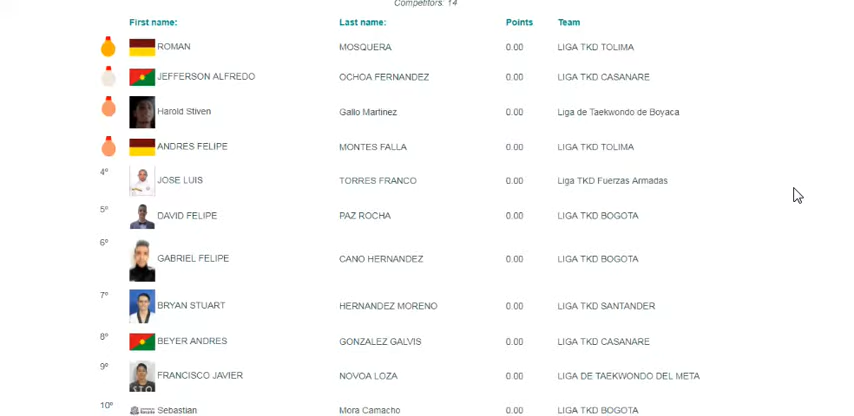 Competitors: 14
First name: Last name: Points Team
ROMAN MOSQUERA 0.00 LIGA TKD TOLIMA
JEFFERSON ALFREDO OCHOA FERNANDEZ 0.00 LIGA TKD CASANARE
Harold Stiven Gallo Martinez 0.00 Liga de Taekwondo de Boyaca
ANDRES FELIPE MONTES FALLA 0.00 LIGA TKD TOLIMA
4º JOSE LUIS TORRES FRANCO 0.00 Liga TKD Fuerzas Armadas
5º DAVID FELIPE PAZ ROCHA 0.00 LIGA TKD BOGOTA
6º GABRIEL FELIPE CANO HERNANDEZ 0.00 LIGA TKD BOGOTA
7º BRYAN STUART HERNANDEZ MORENO 0.00 LIGA TKD SANTANDER
8º BEYER ANDRES GONZALEZ GALVIS 0.00 LIGA TKD CASANARE
9º FRANCISCO JAVIER NOVOA LOZA 0.00 LIGA DE TAEKWONDO DEL META
10º Sebastian Mora Camacho 0.00 LIGA TKD BOGOTA